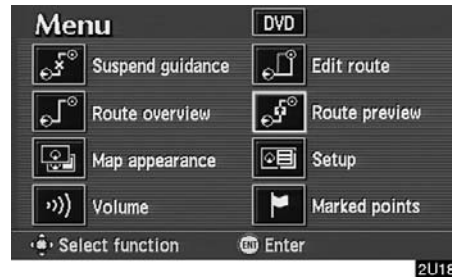 Menu DVD
Suspend guidance Edit route
Route overview Route preview
Map appearance Setup
Volume Marked points
Select function ENT Enter
2U18